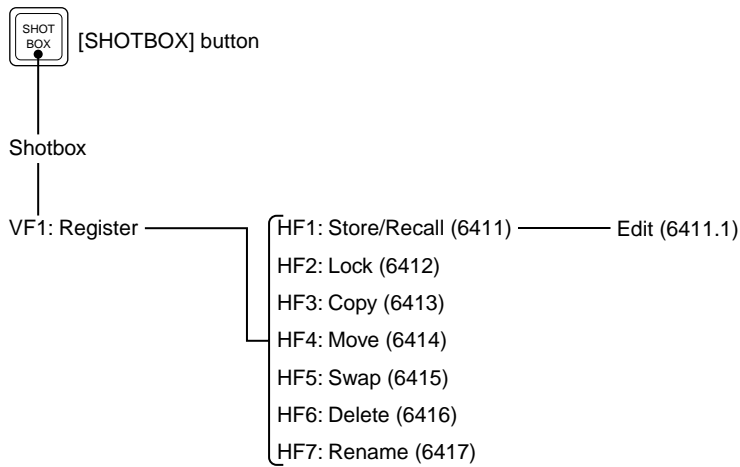 SHOT
BOX
[SHOTBOX] button
Shotbox
VF1: Register
HF1: Store/Recall (6411)
Edit (6411.1)
HF2: Lock (6412)
HF3: Copy (6413)
HF4: Move (6414)
HF5: Swap (6415)
HF6: Delete (6416)
HF7: Rename (6417)